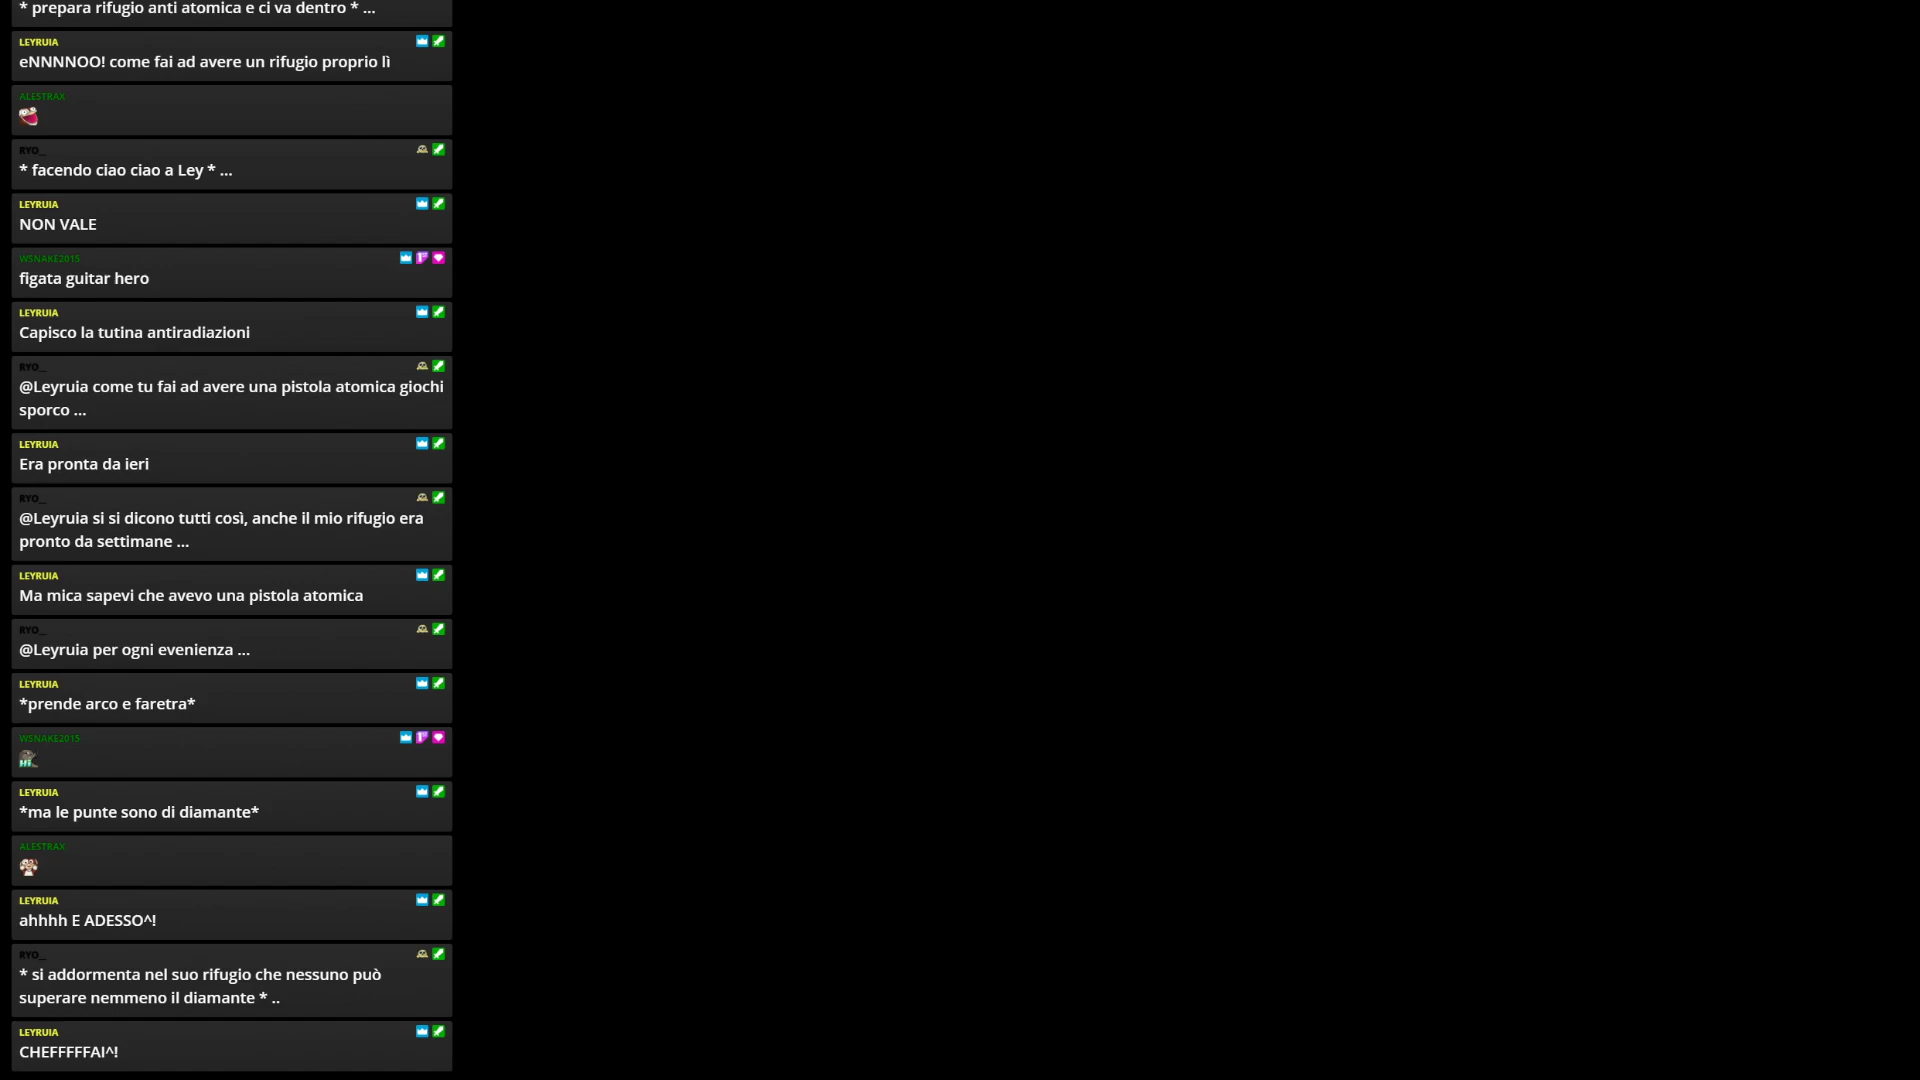 * prepara rifugio anti atomica e ci va dentro * ...
LEYRUIA
eNNNNOO! come fai ad avere un rifugio proprio lì
ALESTRAX
RYO__
* facendo ciao ciao a Ley * ...
LEYRUIA
NON VALE
WSNAKE2015
figata guitar hero
LEYRUIA
Capisco la tutina antiradiazioni
RYO__
@Leyruia come tu fai ad avere una pistola atomica giochi
sporco ...
LEYRUIA
Era pronta da ieri
RYO__
@Leyruia si si dicono tutti così, anche il mio rifugio era
pronto da settimane ...
LEYRUIA
Ma mica sapevi che avevo una pistola atomica
RYO__
@Leyruia per ogni evenienza ...
LEYRUIA
*prende arco e faretra*
WSNAKE2015
LEYRUIA
*ma le punte sono di diamante*
ALESTRAX
LEYRUIA
ahhhh E ADESSO^!
RYO__
* si addormenta nel suo rifugio che nessuno può
superare nemmeno il diamante * ..
LEYRUIA
CHEFFFFFAI^!